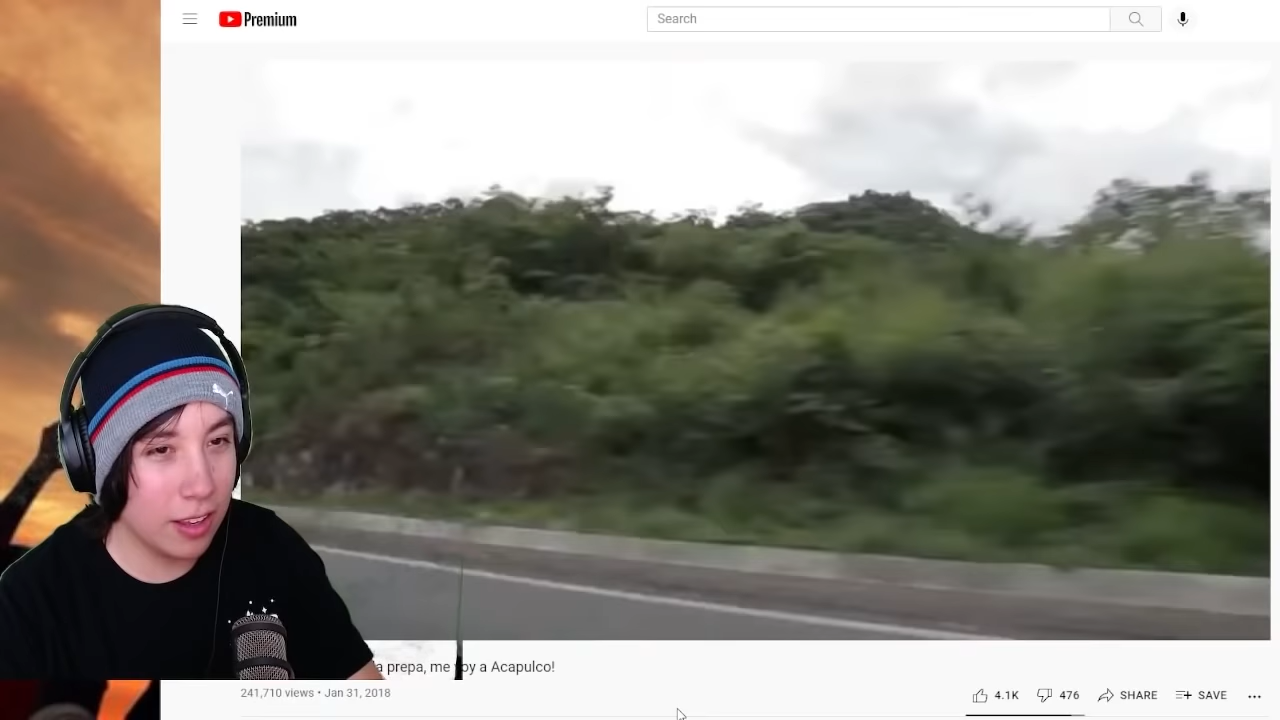 Premium
Search
a prepa, me voy a Acapulco!
241,710 views • Jan 31, 2018
4.1K
476
SHARE
SAVE